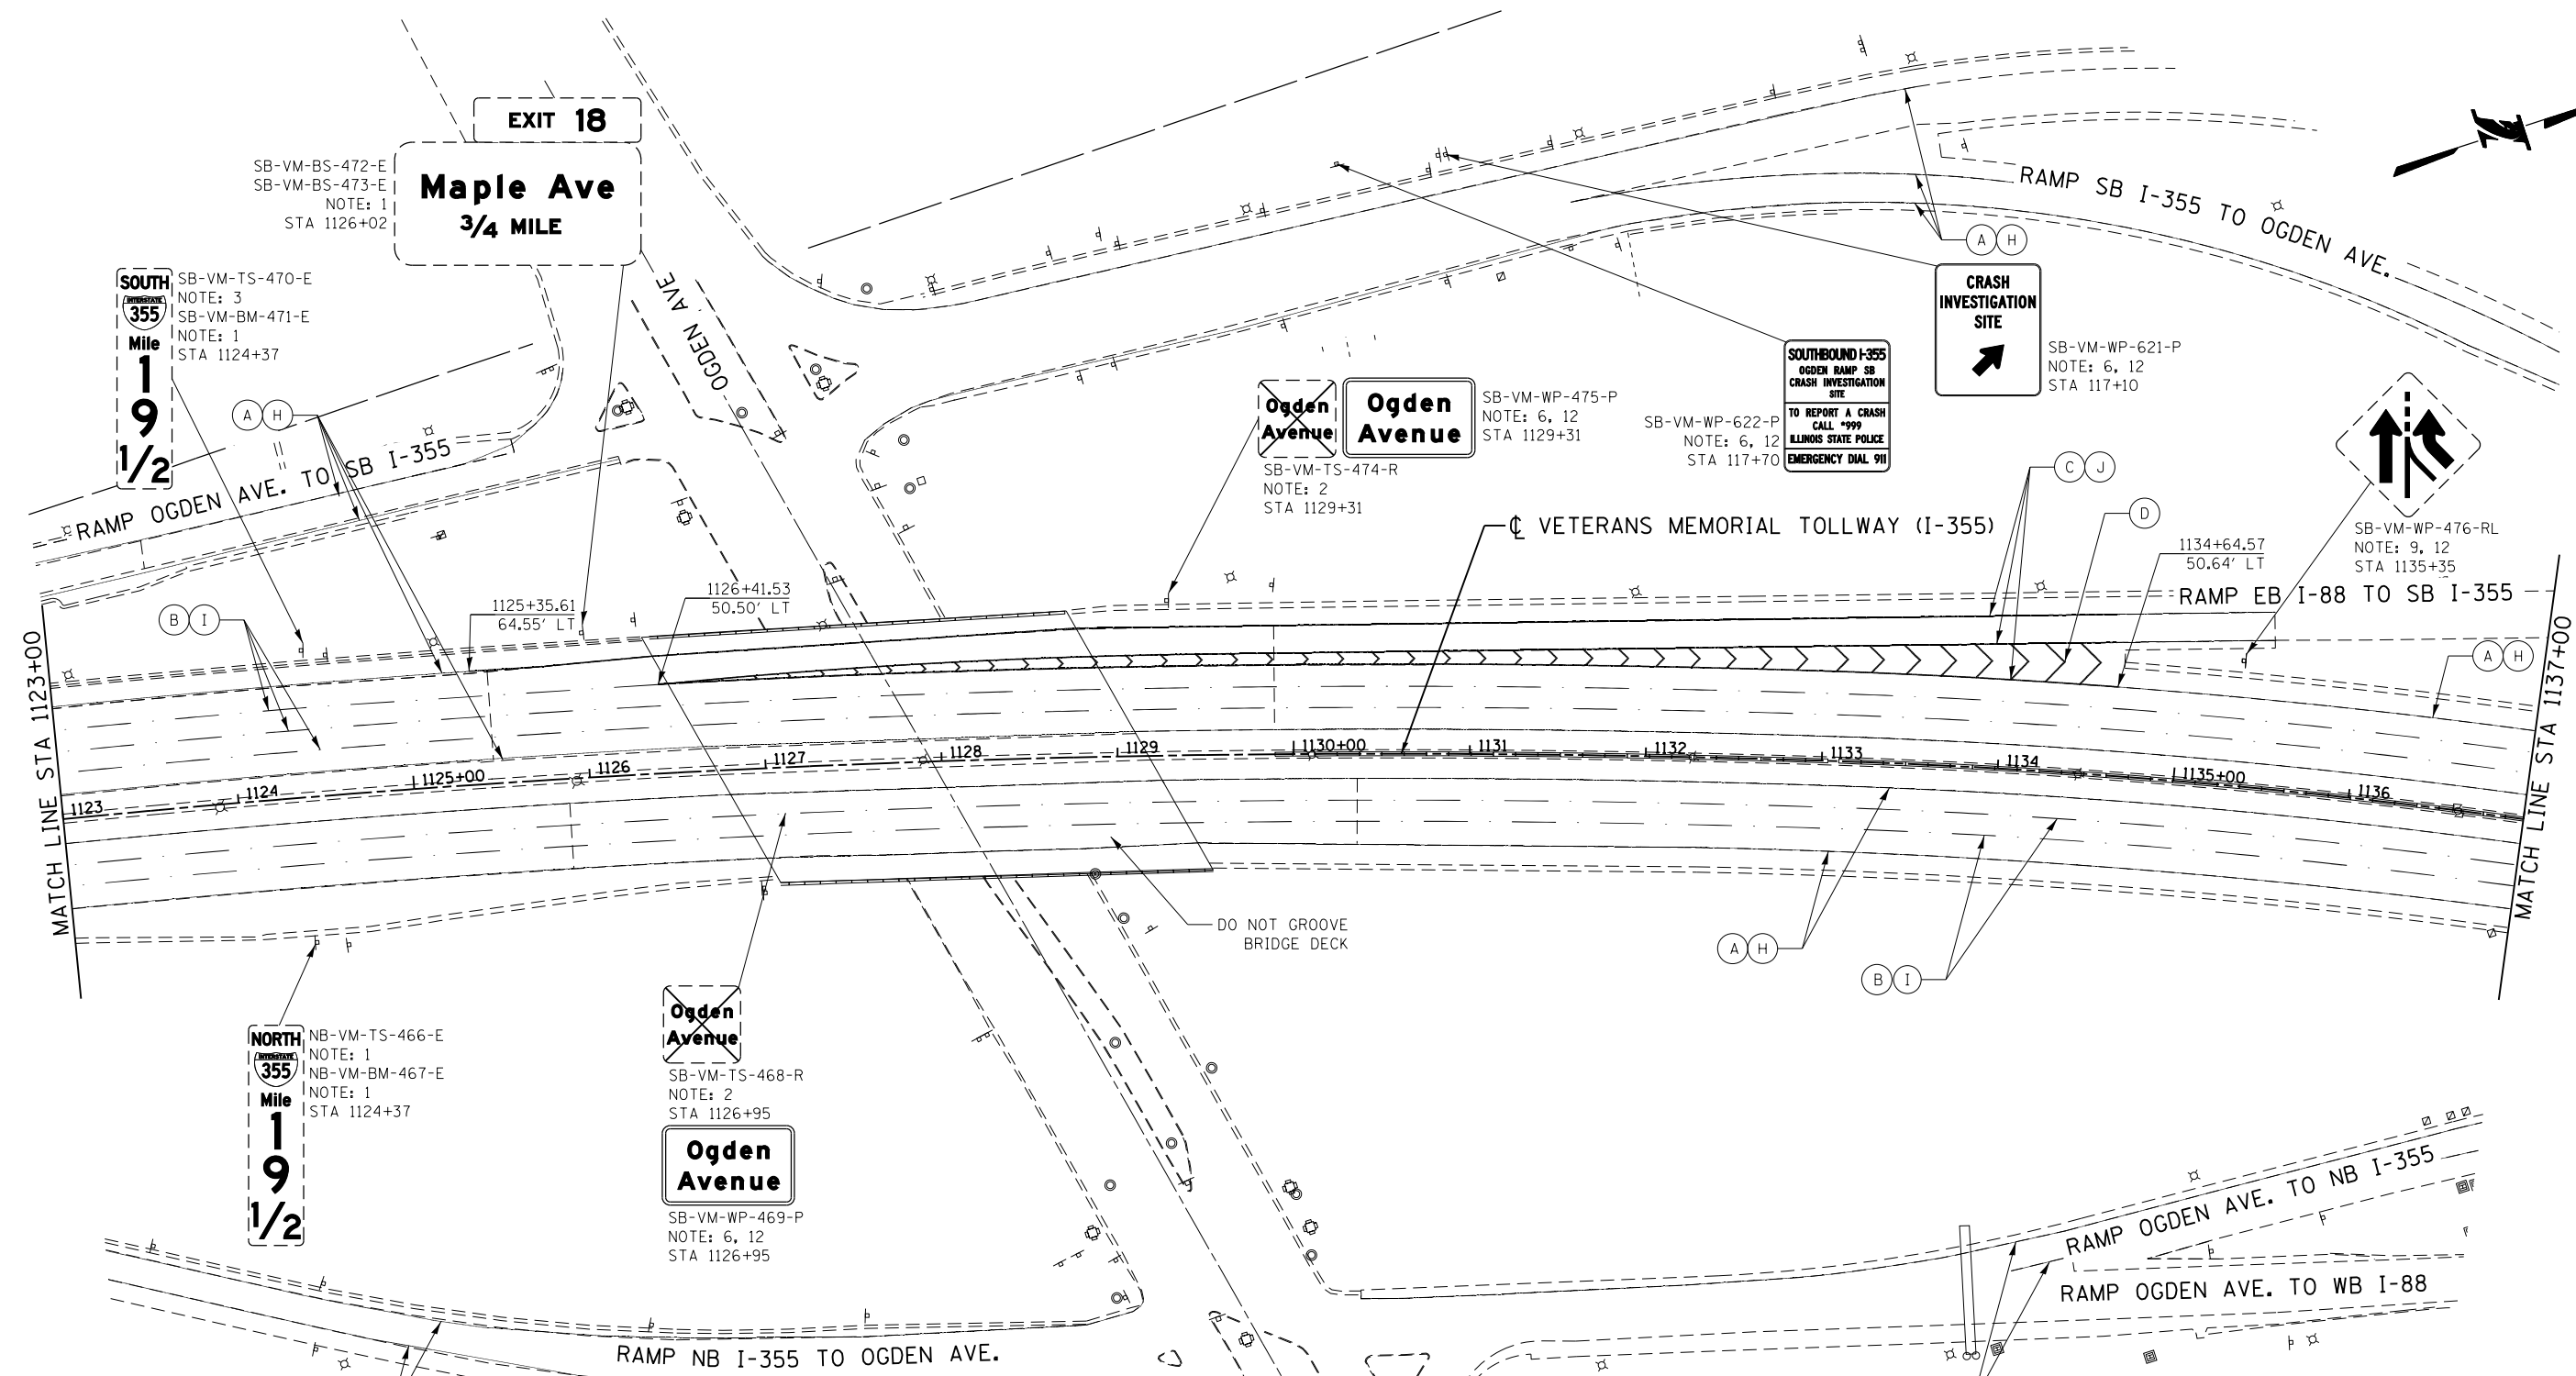 EXIT 18
Maple Ave
3/4 MILE
SB-VM-BS-472-E
SB-VM-BS-473-E
NOTE: 1
STA 1126+02
SOUTH
INTERSTATE
355
Mile
1
9
1/2
SB-VM-TS-470-E
NOTE: 3
SB-VM-BM-471-E
NOTE: 1
STA 1124+37
A H
RAMP OGDEN AVE. TO SB I-355
OGDEN AVE
RAMP SB I-355 TO OGDEN AVE.
A H
CRASH
INVESTIGATION
SITE
SB-VM-WP-621-P
NOTE: 6, 12
STA 117+10
SOUTHBOUND I-355
OGDEN RAMP SB
CRASH INVESTIGATION
SITE
TO REPORT A CRASH
CALL *999
ILLINOIS STATE POLICE
EMERGENCY DIAL 911
SB-VM-WP-622-P
NOTE: 6, 12
STA 117+70
Ogden
Avenue
SB-VM-TS-474-R
NOTE: 2
STA 1129+31
Ogden
Avenue
SB-VM-WP-475-P
NOTE: 6, 12
STA 1129+31
C J
D
SB-VM-WP-476-RL
NOTE: 9, 12
STA 1135+35
℄ VETERANS MEMORIAL TOLLWAY (I-355)
1134+64.57
50.64' LT
RAMP EB I-88 TO SB I-355
B I
1125+35.61
64.55' LT
1126+41.53
50.50' LT
A H
MATCH LINE STA 1123+00
MATCH LINE STA 1137+00
1123
1124
1125+00
1126
1127
1128
1129
1130+00
1131
1132
1133
1134
1135+00
1136
DO NOT GROOVE
BRIDGE DECK
A H
B I
NORTH
INTERSTATE
355
Mile
1
9
1/2
NB-VM-TS-466-E
NOTE: 1
NB-VM-BM-467-E
NOTE: 1
STA 1124+37
Ogden
Avenue
SB-VM-TS-468-R
NOTE: 2
STA 1126+95
Ogden
Avenue
SB-VM-WP-469-P
NOTE: 6, 12
STA 1126+95
RAMP OGDEN AVE. TO NB I-355
RAMP OGDEN AVE. TO WB I-88
RAMP NB I-355 TO OGDEN AVE.